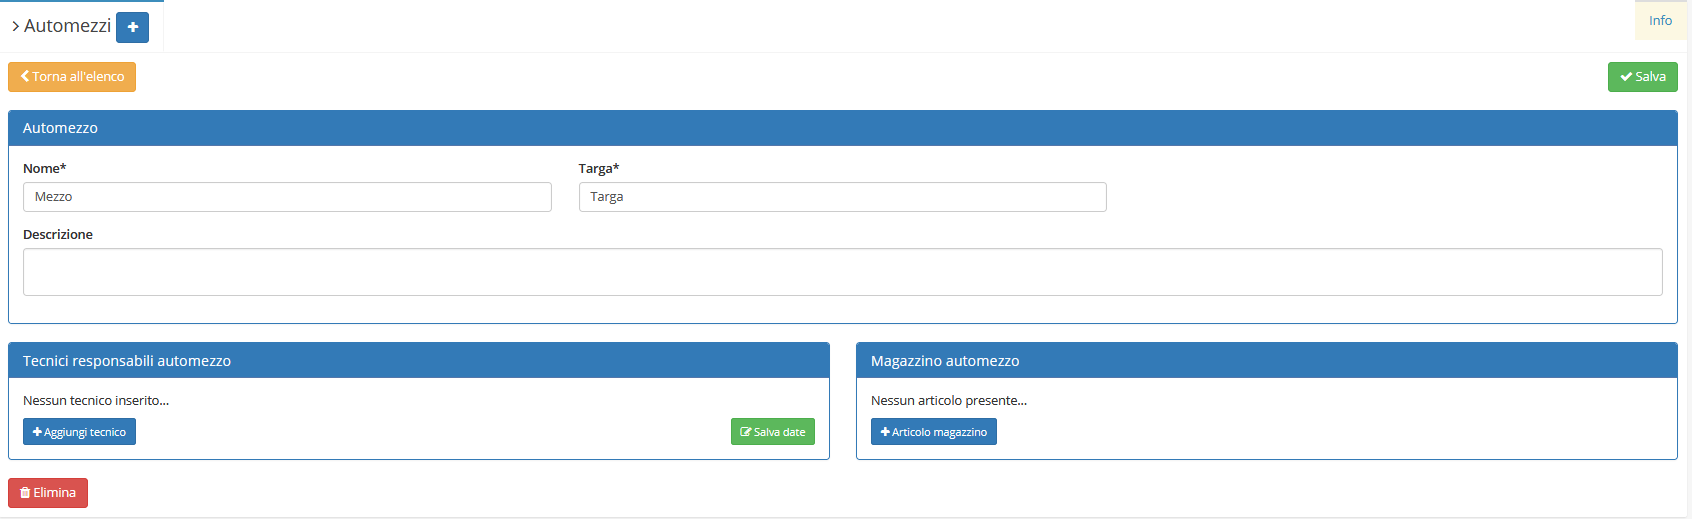 Automezzi
Info
Torna all'elenco
Salva
Automezzo
Nome*
Targa*
Mezzo
Targa
Descrizione
Tecnici responsabili automezzo
Magazzino automezzo
Nessun tecnico inserito...
Nessun articolo presente...
Aggiungi tecnico
Salva date
Articolo magazzino
Elimina